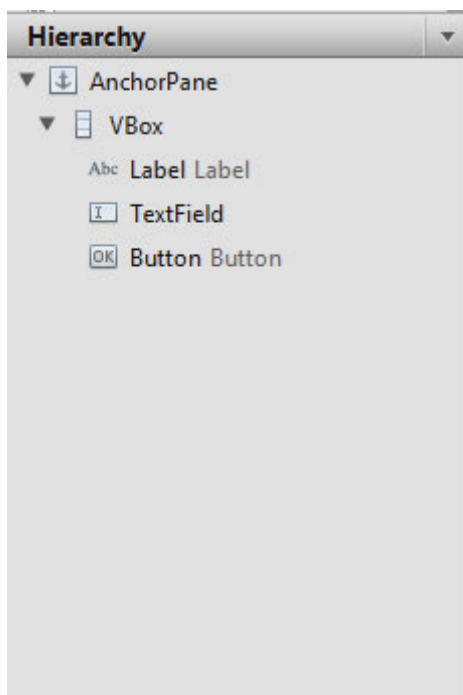 Hierarchy
AnchorPane
VBox
Abc Label Label
I TextField
OK Button Button